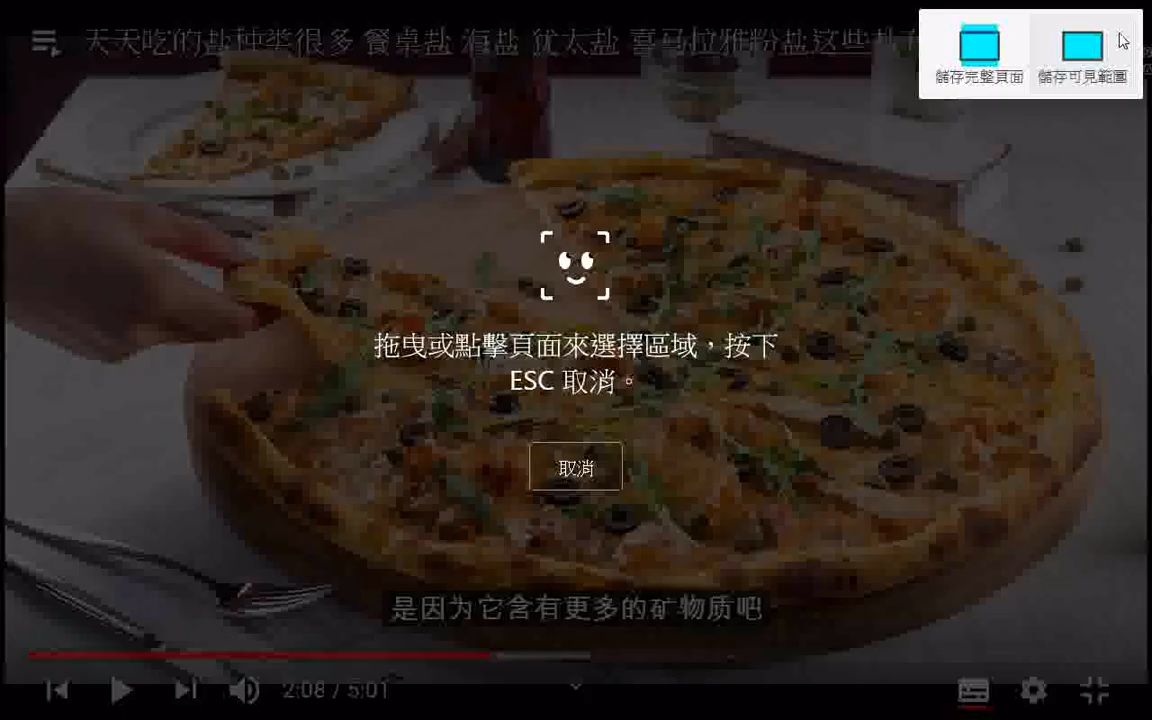 天天吃的盐种类很多 餐桌盐 海盐 犹太盐 喜马拉雅粉盐这些
儲存完整頁面
儲存可見範圍
拖曳或點擊頁面來選擇區域，按下
ESC 取消。
取消
是因为它含有更多的矿物质吧
2:08 / 5:01